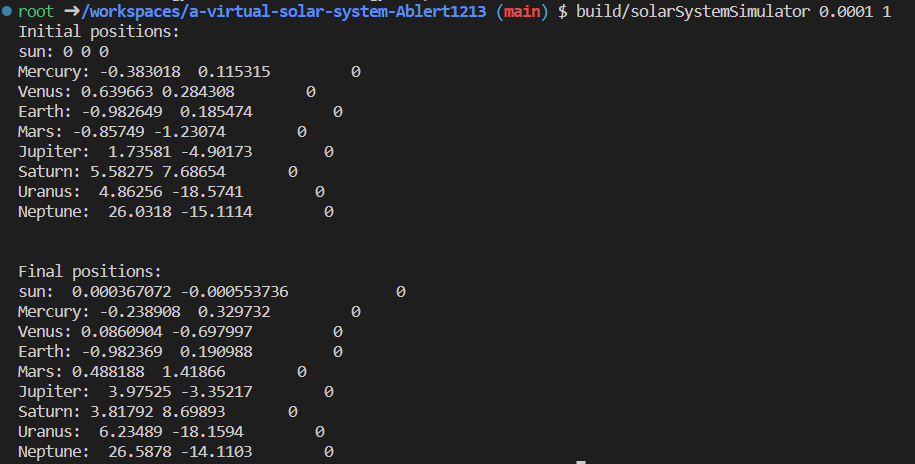 root ➜/workspaces/a-virtual-solar-system-Ablert1213 (main) $ build/solarSystemSimulator 0.0001 1
Initial positions:
sun: 0 0 0
Mercury: -0.383018  0.115315         0
Venus: 0.639663 0.284308        0
Earth: -0.982649  0.185474         0
Mars: -0.85749 -1.23074        0
Jupiter:  1.73581 -4.90173        0
Saturn: 5.58275 7.68654       0
Uranus:  4.86256 -18.5741        0
Neptune:  26.0318 -15.1114        0
Final positions:
sun:  0.000367072 -0.000553736            0
Mercury: -0.238908  0.329732         0
Venus: 0.0860904 -0.697997         0
Earth: -0.982369  0.190988         0
Mars: 0.488188  1.41866        0
Jupiter:  3.97525 -3.35217        0
Saturn: 3.81792 8.69893       0
Uranus:  6.23489 -18.1594        0
Neptune:  26.5878 -14.1103        0